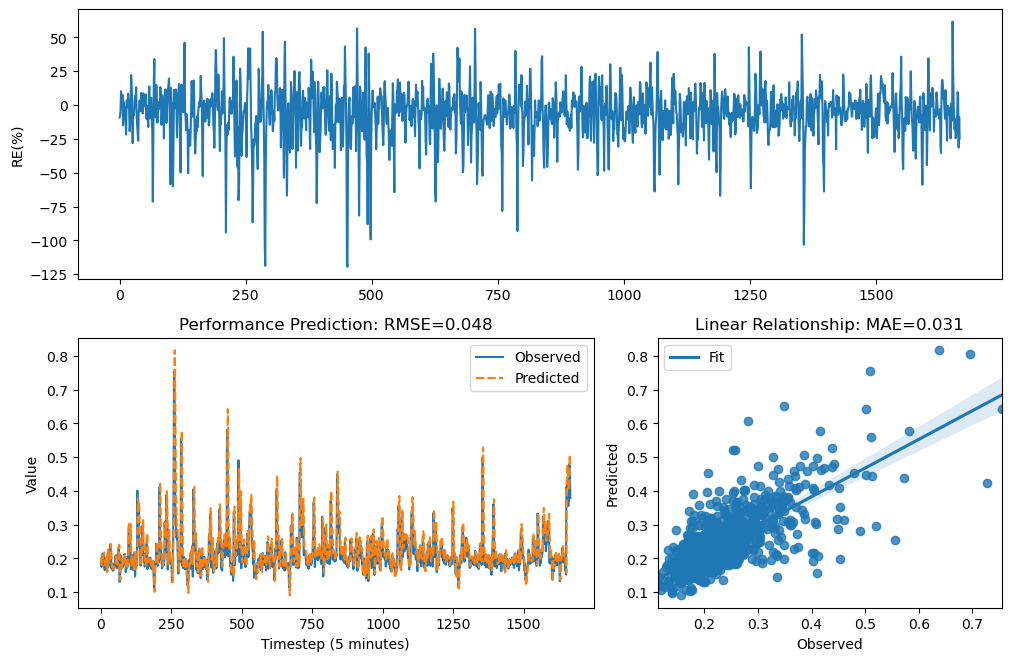 RE(%)
50
25
0
−25
−50
−75
−100
−125
0 250 500 750 1000 1250 1500
Performance Prediction: RMSE=0.048
Value
0.8
0.7
0.6
0.5
0.4
0.3
0.2
0.1
Observed
Predicted
0 250 500 750 1000 1250 1500
Timestep (5 minutes)
Linear Relationship: MAE=0.031
Predicted
0.8
0.7
0.6
0.5
0.4
0.3
0.2
0.1
Fit
0.2 0.3 0.4 0.5 0.6 0.7
Observed